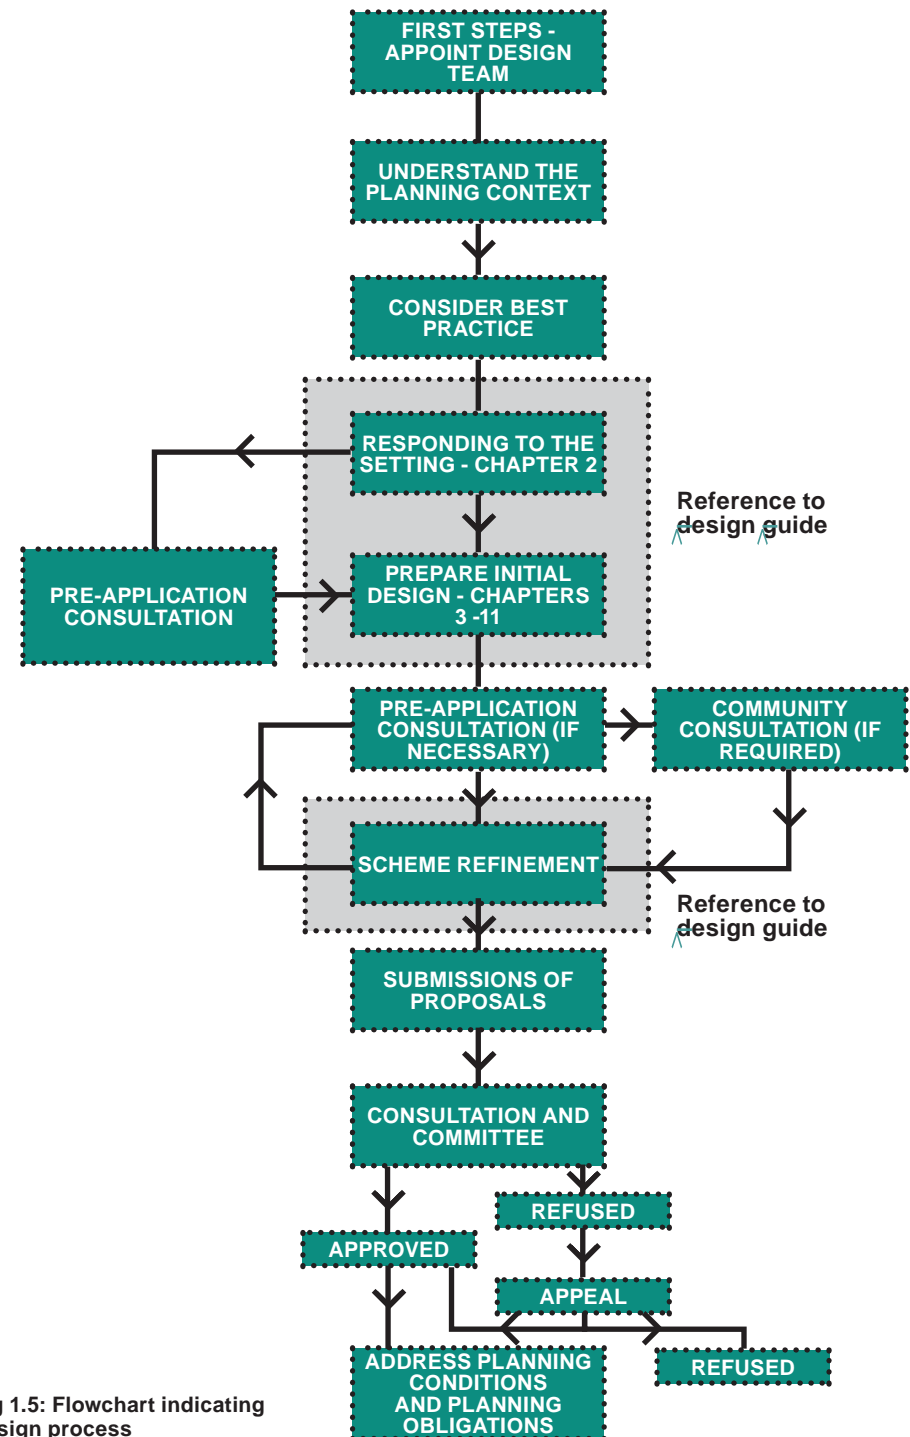 FIRST STEPS -
APPOINT DESIGN
TEAM
UNDERSTAND THE
PLANNING CONTEXT
CONSIDER BEST
PRACTICE
RESPONDING TO THE
SETTING - CHAPTER 2
Reference to
design guide
PRE-APPLICATION
CONSULTATION
PREPARE INITIAL
DESIGN - CHAPTERS
3 -11
PRE-APPLICATION
CONSULTATION (IF
NECESSARY)
COMMUNITY
CONSULTATION (IF
REQUIRED)
SCHEME REFINEMENT
Reference to
design guide
SUBMISSIONS OF
PROPOSALS
CONSULTATION AND
COMMITTEE
REFUSED
APPROVED
APPEAL
REFUSED
ADDRESS PLANNING
CONDITIONS
AND PLANNING
OBLIGATIONS
1.5: Flowchart indicating
process